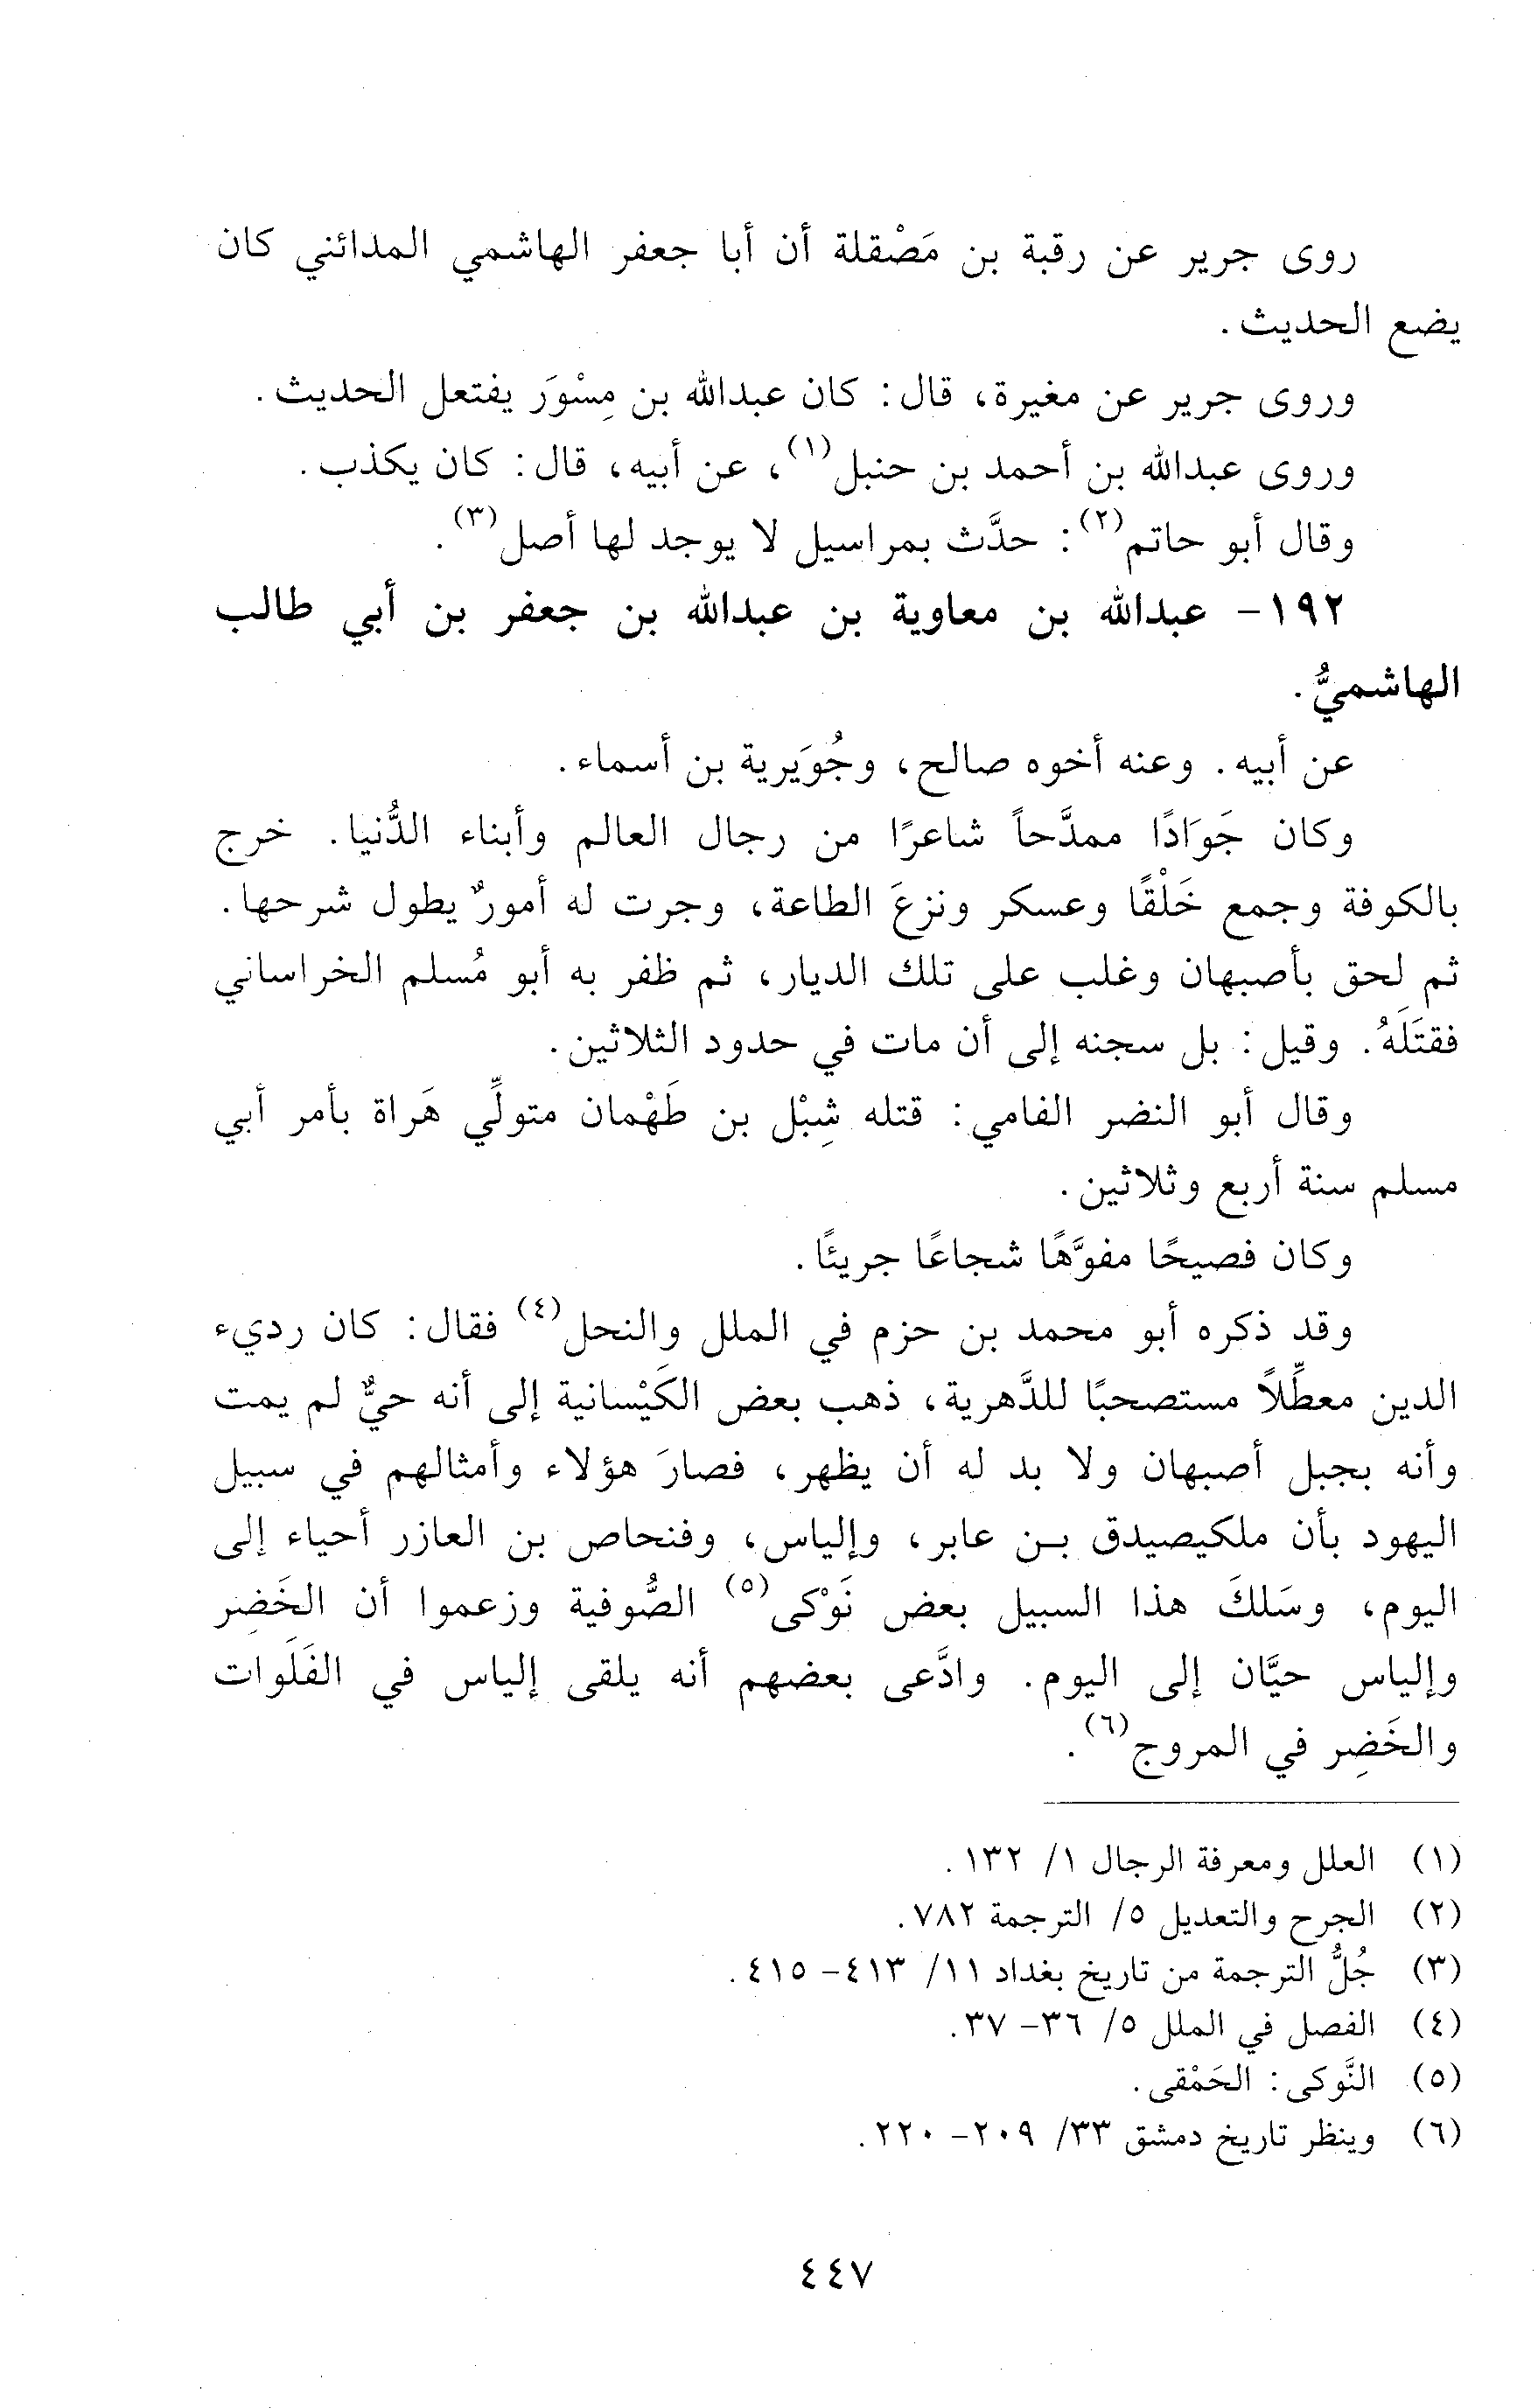 روى جرير عن رقبة بن مَصْقلة أن أبا جعفر الهاشمي المدائني كان
يضع الحديث.
وروى جرير عن مغيرة، قال: كان عبدالله بن مِسْوَر يفتعل الحديث.
وروى عبدالله بن أحمد بن حنبل(١)، عن أبيه، قال: كان يكذب.
وقال أبو حاتم(٢): حدَّث بمراسيل لا يوجد لها أصل(٣).
١٩٢- عبدالله بن معاوية بن عبدالله بن جعفر بن أبي طالب
الهاشميُّ.
عن أبيه. وعنه أخوه صالح، وجُوَيرية بن أسماء.
وكان جَوَادًا ممدَّحاً شاعرًا من رجال العالم وأبناء الدُّنيا. خرج
بالكوفة وجمع خَلْقًا وعسكر ونزعَ الطاعة، وجرت له أمورٌ يطول شرحها.
ثم لحق بأصبهان وغلب على تلك الديار، ثم ظفر به أبو مُسلم الخراساني
فقتَلَهُ. وقيل: بل سجنه إلى أن مات في حدود الثلاثين.
وقال أبو النضر الفامي: قتله شِبْل بن طَهْمان متولِّي هَراة بأمر أبي
مسلم سنة أربع وثلاثين.
وكان فصيحًا مفوَّهًا شجاعًا جريئًا.
وقد ذكره أبو محمد بن حزم في الملل والنحل(٤) فقال: كان رديء
الدين معطِّلاً مستصحبًا للدَّهرية، ذهب بعض الكَيْسانية إلى أنه حيٌّ لم يمت
وأنه بجبل أصبهان ولا بد له أن يظهر، فصارَ هؤلاء وأمثالهم في سبيل
اليهود بأن ملكيصيدق بن عابر، وإلياس، وفنحاص بن العازر أحياء إلى
اليوم، وسَلكَ هذا السبيل بعض نَوْكى(٥) الصُّوفية وزعموا أن الخَضِر
وإلياس حيَّان إلى اليوم. وادَّعى بعضهم أنه يلقى إلياس في الفَلَوات
والخَضِر في المروج(٦).
(١) العلل ومعرفة الرجال ١/ ١٣٢.
(٢) الجرح والتعديل ٥/ الترجمة ٧٨٢.
(٣) جُلُّ الترجمة من تاريخ بغداد ١١/ ٤١٣- ٤١٥.
(٤) الفصل في الملل ٥/ ٣٦- ٣٧.
(٥) النَّوكى: الحَمْقى.
(٦) وينظر تاريخ دمشق ٣٣/ ٢٠٩- ٢٢٠.
٤٤٧